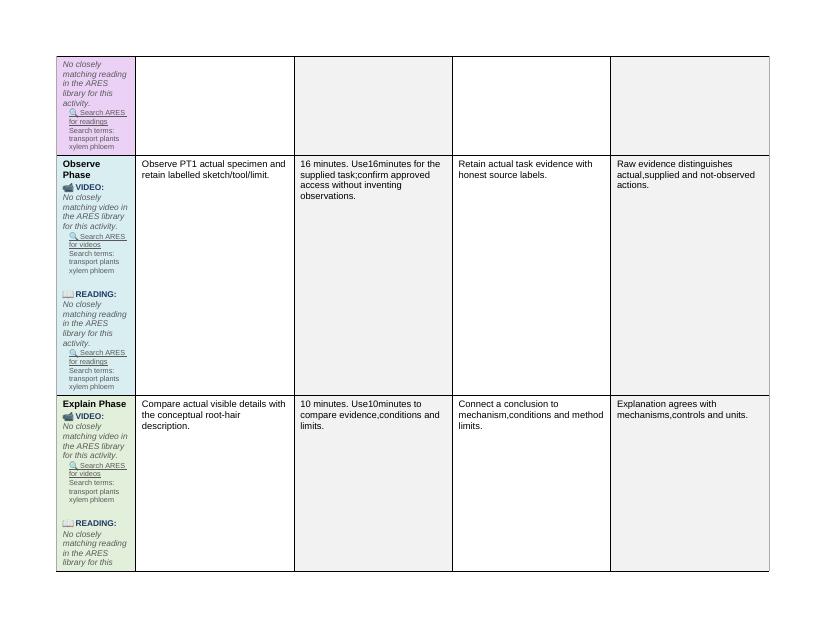 No closely
matching reading
in the ARES
library for this
activity.
🔍 Search ARES
for readings
Search terms:
transport plants
xylem phloem
Observe
Phase
📹 VIDEO:
No closely
matching video in
the ARES library
for this activity.
🔍 Search ARES
for videos
Search terms:
transport plants
xylem phloem
📖 READING:
No closely
matching reading
in the ARES
library for this
activity.
🔍 Search ARES
for readings
Search terms:
transport plants
xylem phloem
Observe PT1 actual specimen and
retain labelled sketch/tool/limit.
16 minutes. Use16minutes for the
supplied task;confirm approved
access without inventing
observations.
Retain actual task evidence with
honest source labels.
Raw evidence distinguishes
actual,supplied and not-observed
actions.
Explain Phase
📹 VIDEO:
No closely
matching video in
the ARES library
for this activity.
🔍 Search ARES
for videos
Search terms:
transport plants
xylem phloem
📖 READING:
No closely
matching reading
in the ARES
library for this
Compare actual visible details with
the conceptual root-hair
description.
10 minutes. Use10minutes to
compare evidence,conditions and
limits.
Connect a conclusion to
mechanism,conditions and method
limits.
Explanation agrees with
mechanisms,controls and units.